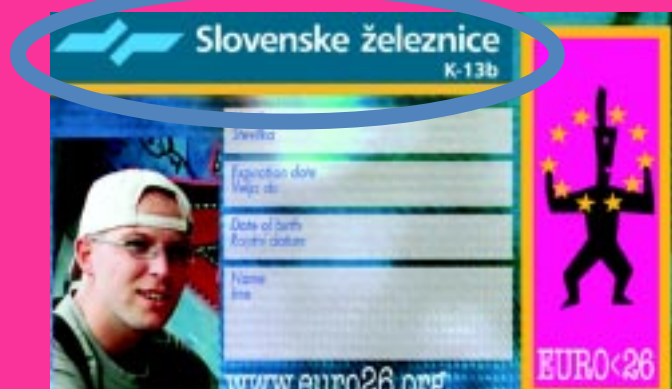 Slovenske železnice
K-13b
Številka
Expiration date
Velja do
Date of birth
Rojstni datum
Name
Ime
www.euro26.org
EURO<26